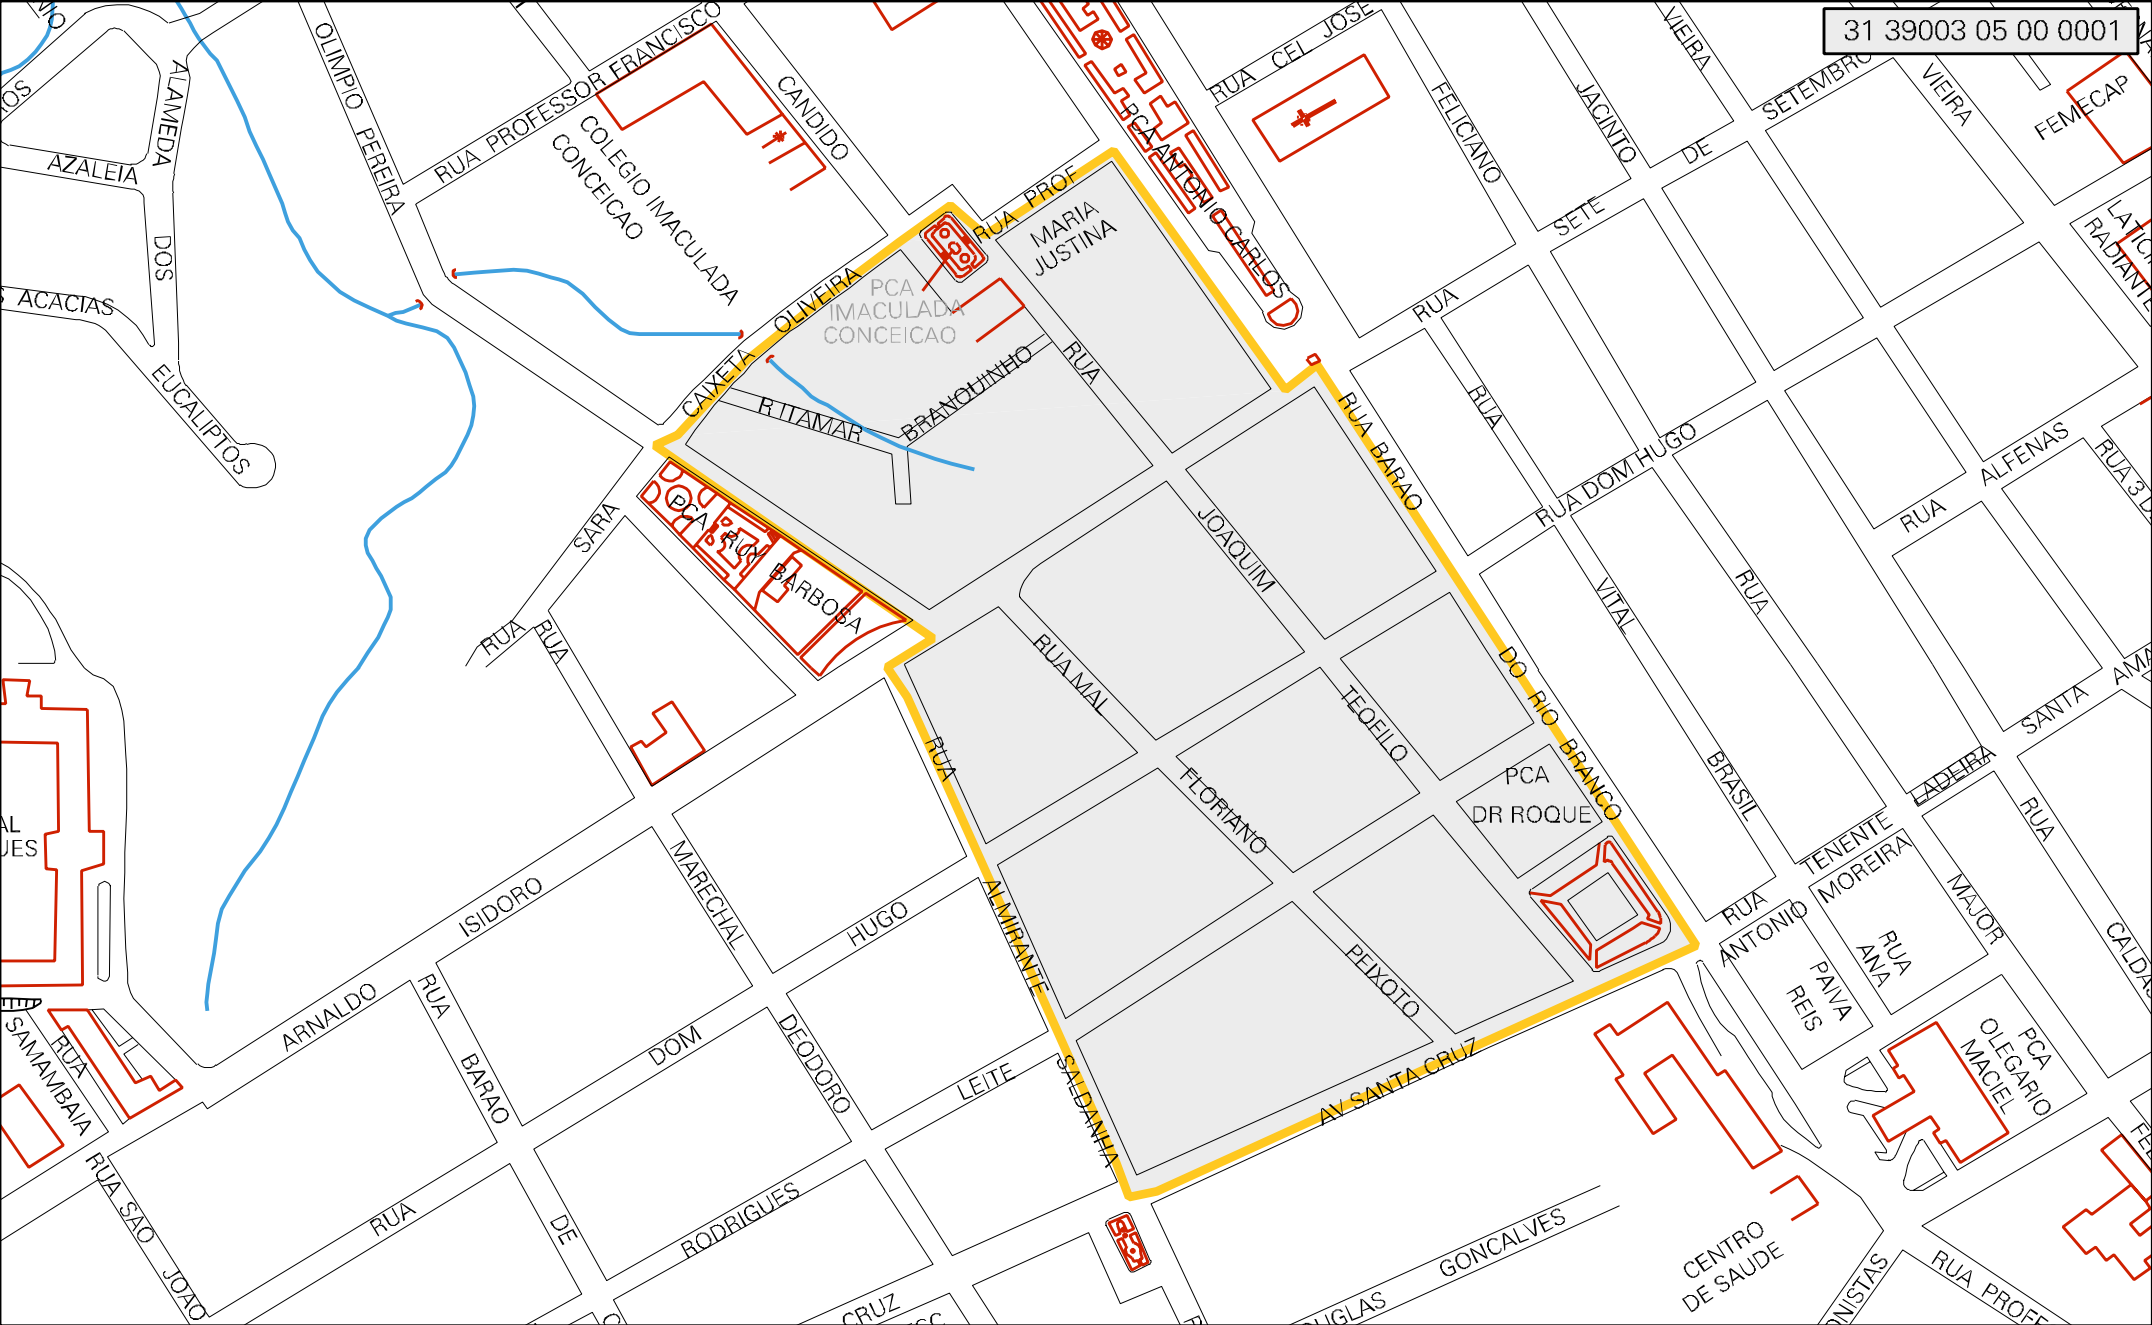 31 39003 05 00 0001
ALAMEDA
DOS
EUCALIPTOS
AZALEIA
ACACIAS
OLIMPIO PEREIRA
RUA PROFESSOR FRANCISCO
CANDIDO
COLEGIO IMACULADA
CONCEICAO
PCA ANTONIO CARLOS
RUA CEL JOSE
FELICIANO
JACINTO
VIEIRA
RUA SETE DE SETEMBRO
VIEIRA
FEMECAP
RADIANTE
RUA PROF
MARIA
JUSTINA
CAIXETA OLIVEIRA
PCA
IMACULADA
CONCEICAO
R ITAMAR
BRANQUINHO
RUA JOAQUIM TEOFILO
RUA BARAO DO RIO BRANCO
RUA DOM HUGO
RUA VITAL BRASIL
RUA ALFENAS
RUA 3
RUA SARA
PCA RUY BARBOSA
RUA MAL FLORIANO PEIXOTO
RUA
RUA MAJOR
SANTA
LADEIRA
RUA TENENTE
ANTONIO MOREIRA
RUA
ANA
PAIVA
REIS
RUA
PCA
OLEGARIO
MACIEL
PCA
DR ROQUE
RUA ALMIRANTE SALDANHA
AV SANTA CRUZ
RUA MARECHAL DEODORO
ARNALDO ISIDORO
RUA BARAO DE
RUA DOM HUGO
RUA RODRIGUES LEITE
RUA
SAMAMBAIA
RUA SAO JOAO
CRUZ
GONCALVES
CENTRO
DE SAUDE